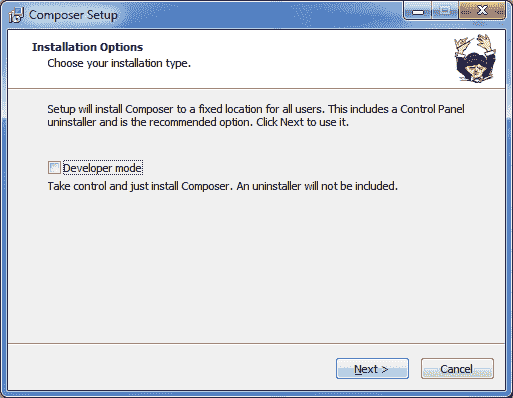 Composer Setup
Installation Options
Choose your installation type.
Setup will install Composer to a fixed location for all users. This includes a Control Panel
uninstaller and is the recommended option. Click Next to use it.
Developer mode
Take control and just install Composer. An uninstaller will not be included.
Next >
Cancel